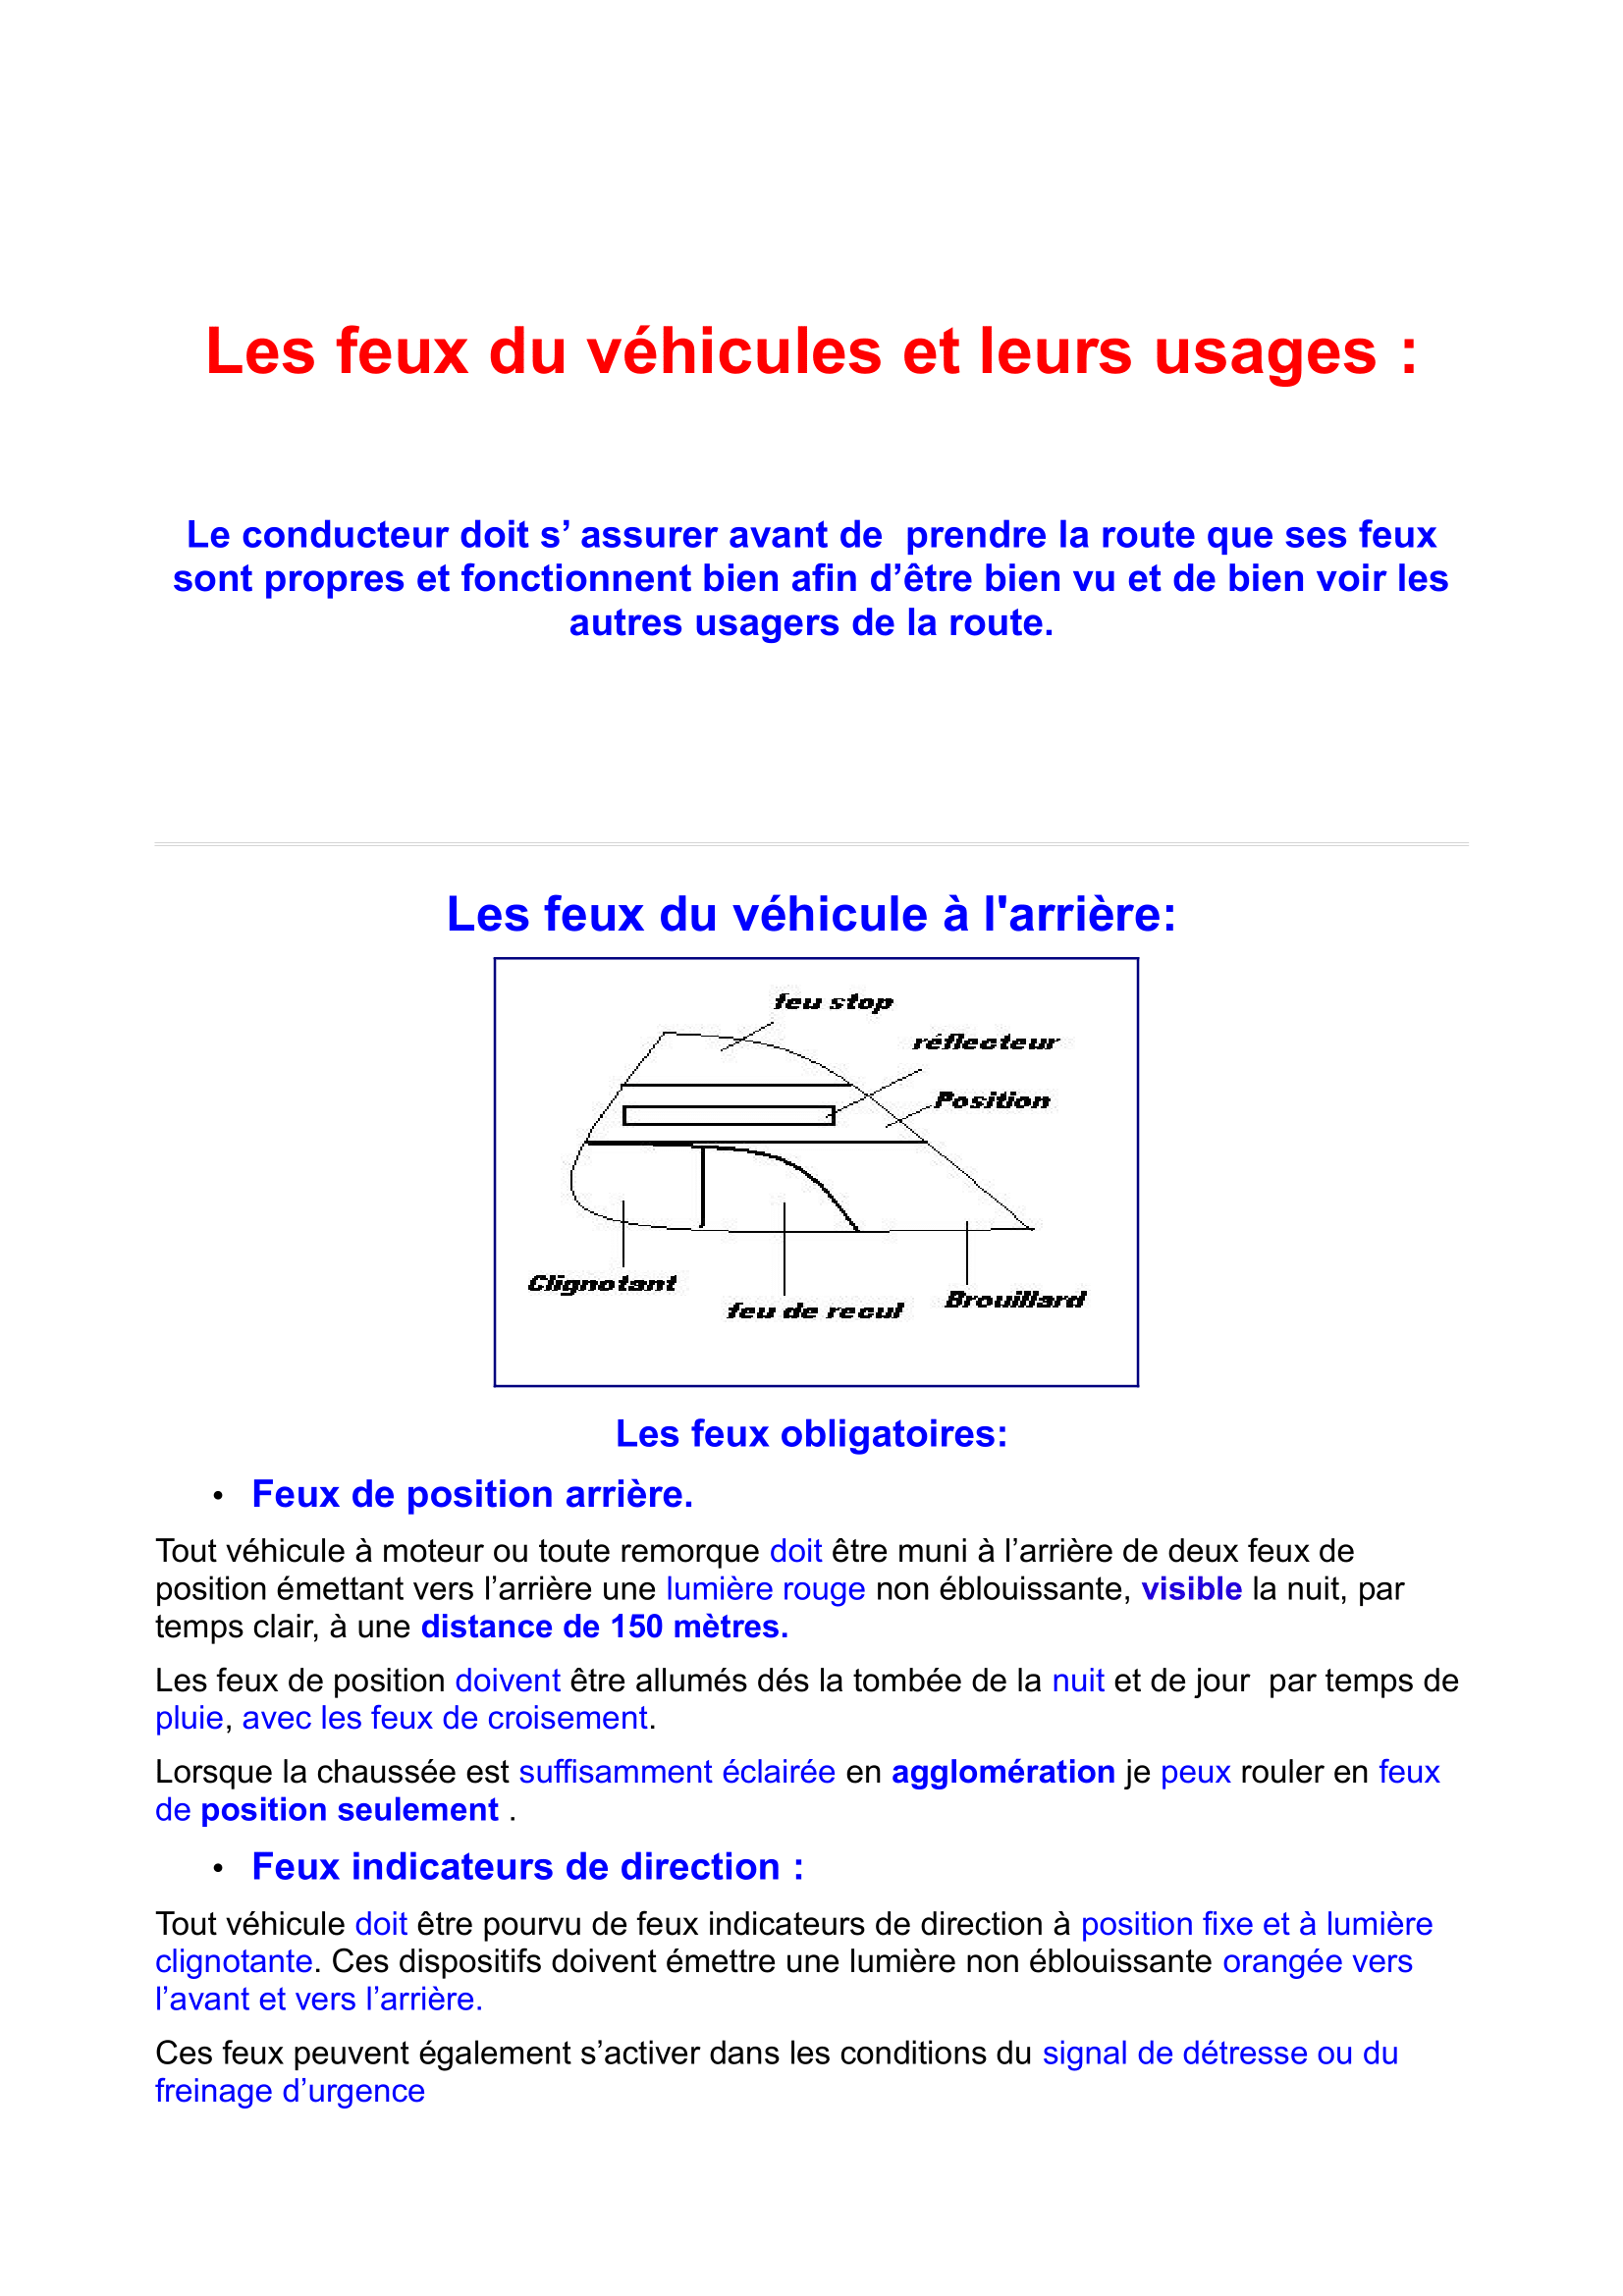 Les feux du véhicules et leurs usages :
Le conducteur doit s’ assurer avant de  prendre la route que ses feux
sont propres et fonctionnent bien afin d’être bien vu et de bien voir les
autres usagers de la route.
Les feux du véhicule à l'arrière:
feu stop
réflecteur
Position
Clignotant
feu de recul
Brouillard
Les feux obligatoires:
• Feux de position arrière.
Tout véhicule à moteur ou toute remorque doit être muni à l’arrière de deux feux de
position émettant vers l’arrière une lumière rouge non éblouissante, visible la nuit, par
temps clair, à une distance de 150 mètres.
Les feux de position doivent être allumés dés la tombée de la nuit et de jour  par temps de
pluie, avec les feux de croisement.
Lorsque la chaussée est suffisamment éclairée en agglomération je peux rouler en feux
de position seulement .
• Feux indicateurs de direction :
Tout véhicule doit être pourvu de feux indicateurs de direction à position fixe et à lumière
clignotante. Ces dispositifs doivent émettre une lumière non éblouissante orangée vers
l’avant et vers l’arrière.
Ces feux peuvent également s’activer dans les conditions du signal de détresse ou du
freinage d’urgence